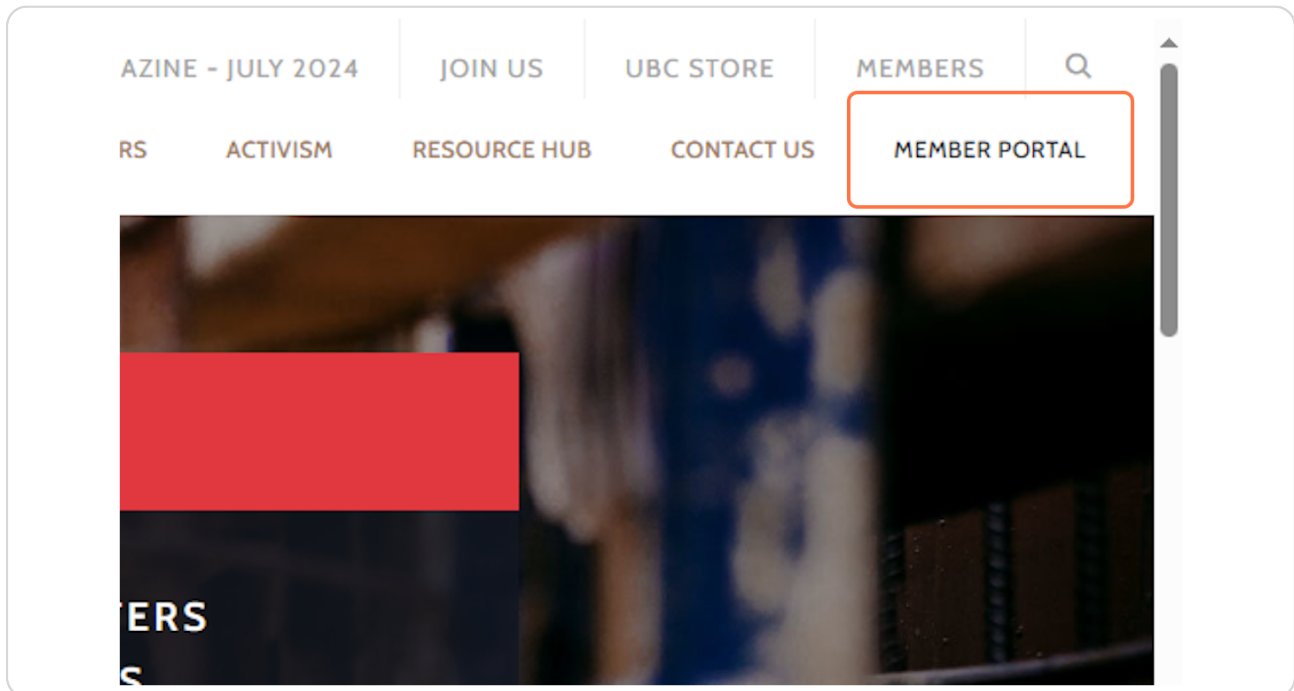 AZINE - JULY 2024 JOIN US UBC STORE MEMBERS
RS ACTIVISM RESOURCE HUB CONTACT US MEMBER PORTAL
TERS
S